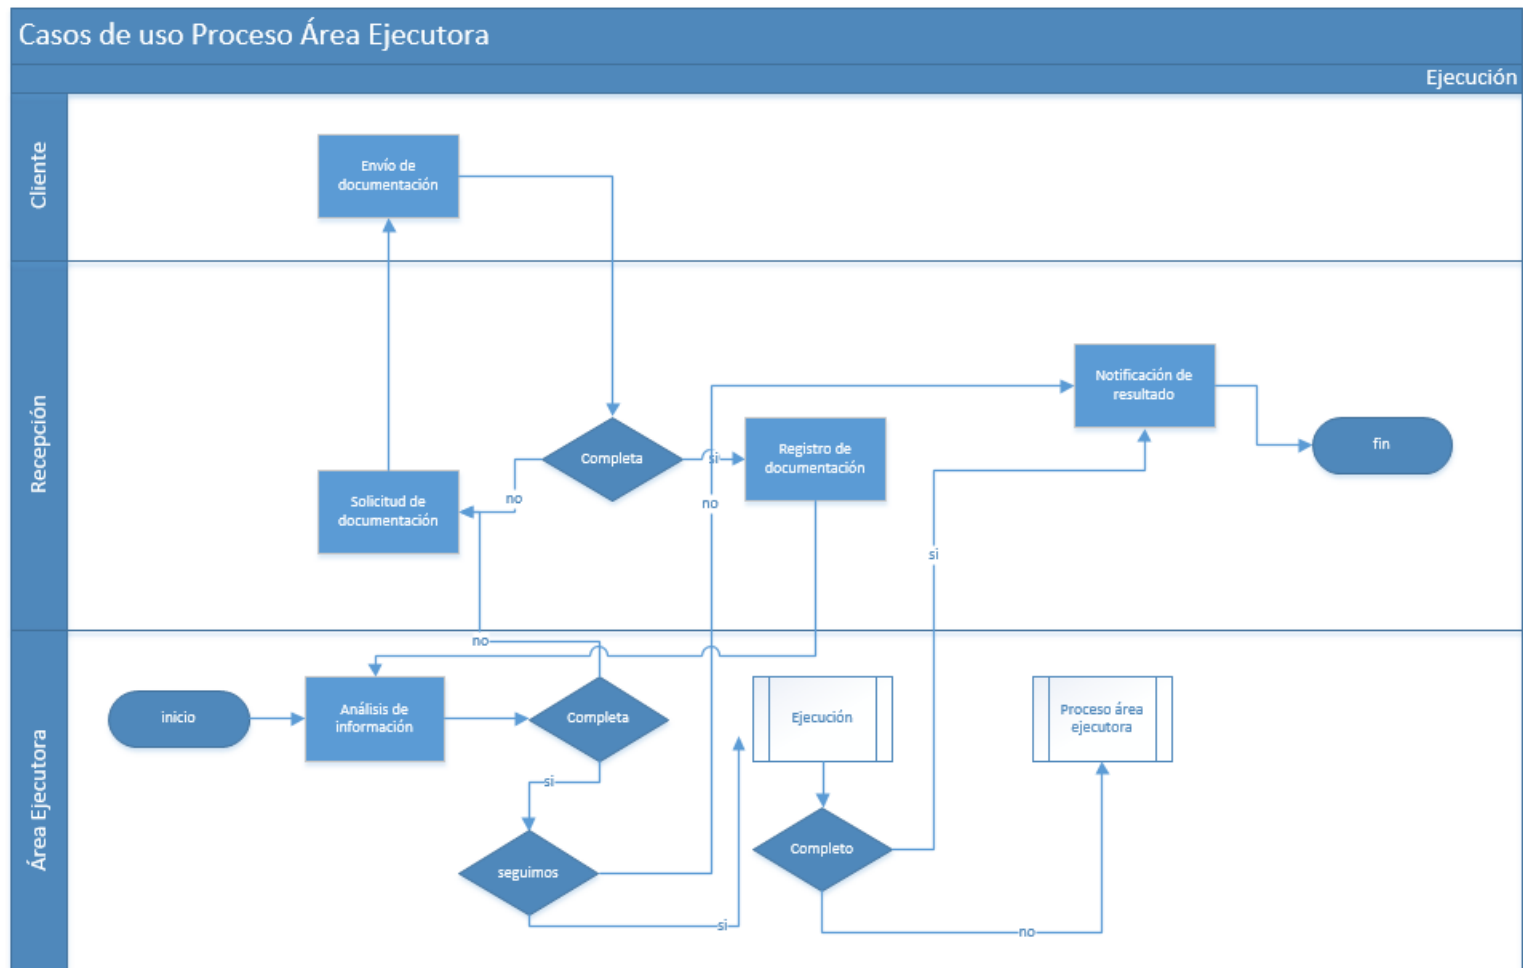 Casos de uso Proceso Área Ejecutora
Ejecución
Cliente
Envío de
documentación
Recepción
Notificación de
resultado
fin
Completa
si
Registro de
documentación
no
no
Solicitud de
documentación
si
Área Ejecutora
no
inicio
Análisis de
información
Completa
Ejecución
Proceso área
ejecutora
si
seguimos
Completo
si
no